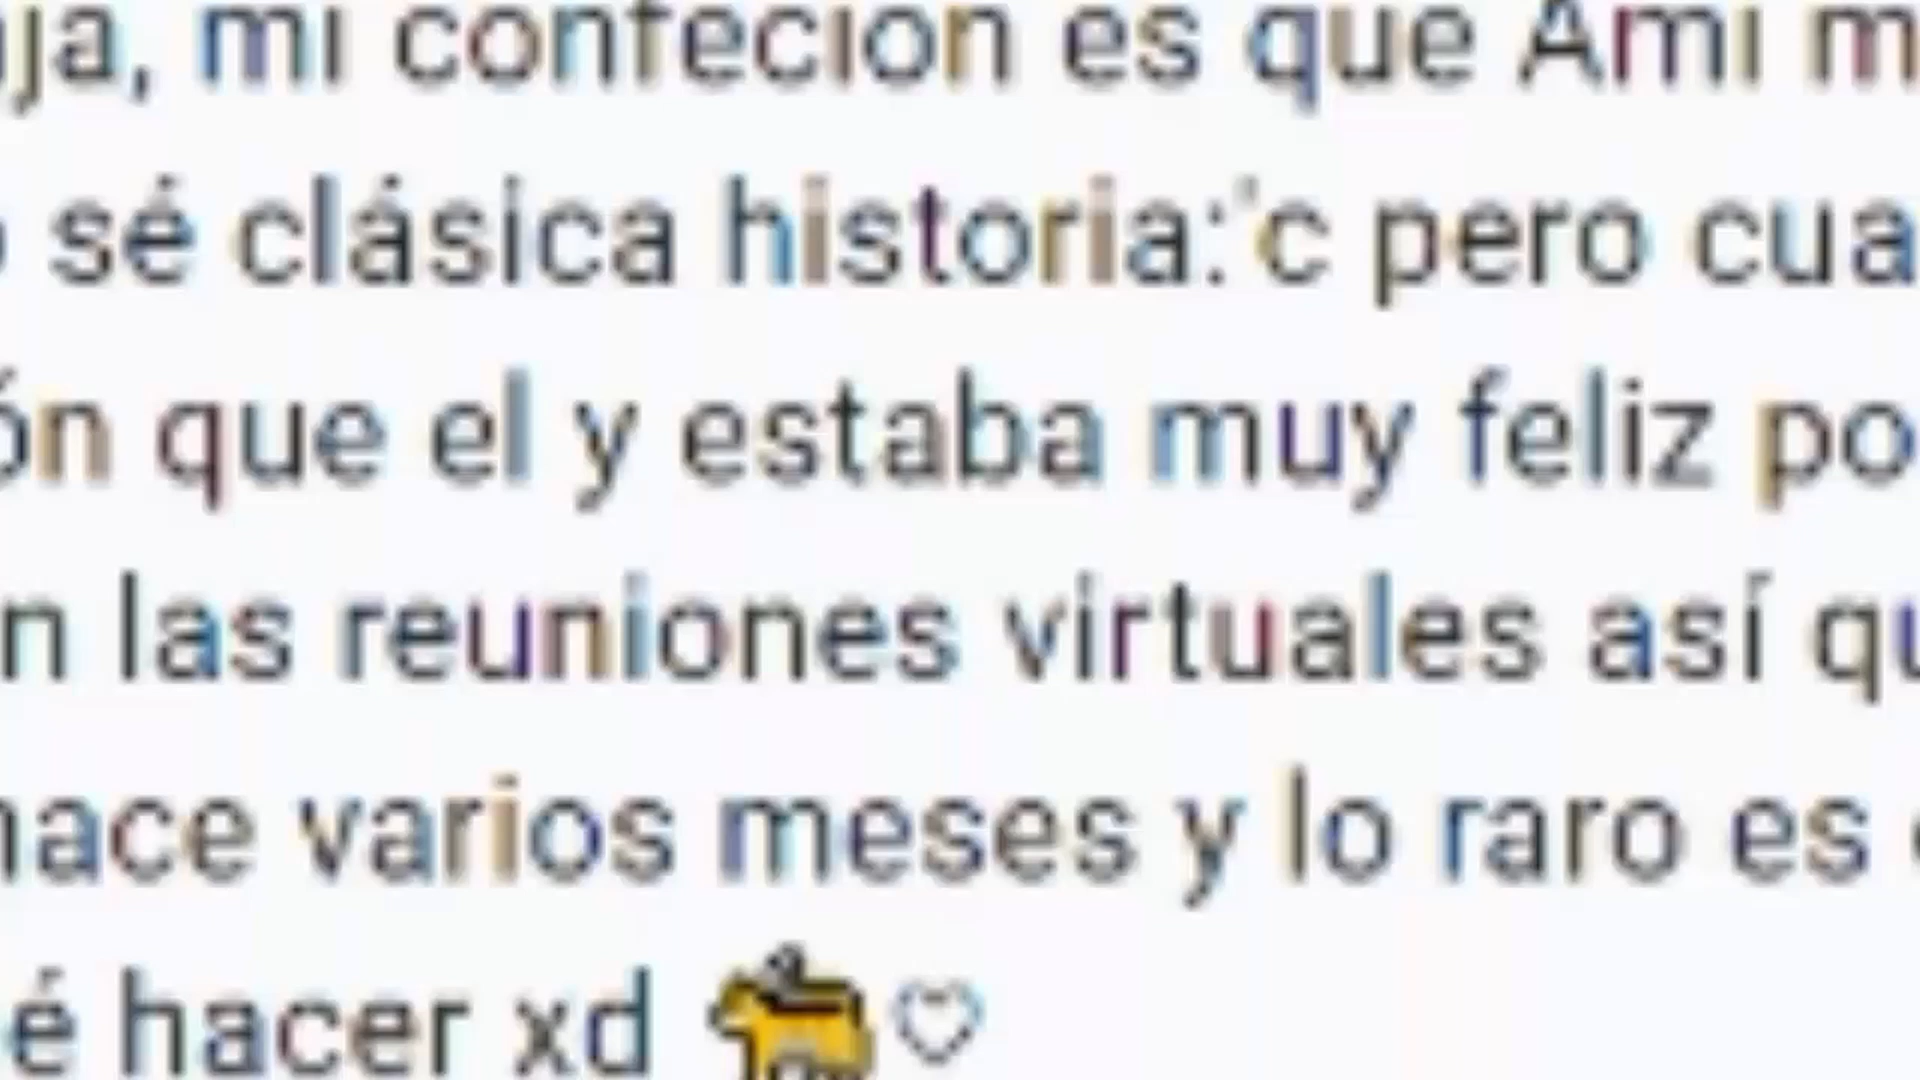 ja, mi confecion es que Ami m
sé clásica historia:'c pero cua
ón que el y estaba muy feliz po
n las reuniones virtuales así qu
hace varios meses y lo raro es
é hacer xd 🐕‍🦺♡